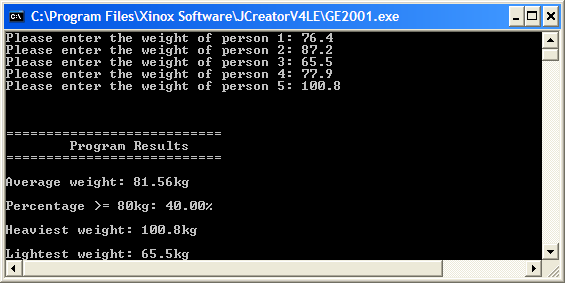 C:\Program Files\Xinox Software\JCreatorV4LE\GE2001.exe
Please enter the weight of person 1: 76.4
Please enter the weight of person 2: 87.2
Please enter the weight of person 3: 65.5
Please enter the weight of person 4: 77.9
Please enter the weight of person 5: 100.8
===========================
Program Results
===========================
Average weight: 81.56kg
Percentage >= 80kg: 40.00%
Heaviest weight: 100.8kg
Lightest weight: 65.5kg